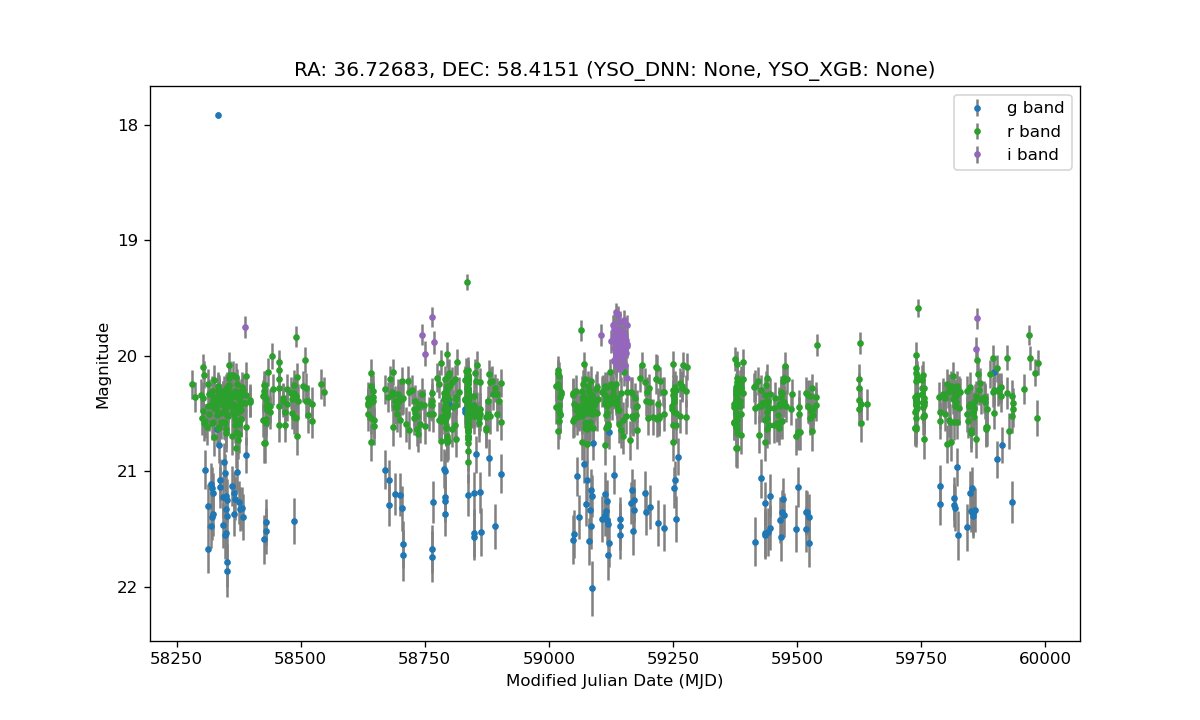 RA: 36.72683, DEC: 58.4151 (YSO_DNN: None, YSO_XGB: None)
g band
r band
i band
18
19
20
21
22
Magnitude
58250 58500 58750 59000 59250 59500 59750 60000
Modified Julian Date (MJD)